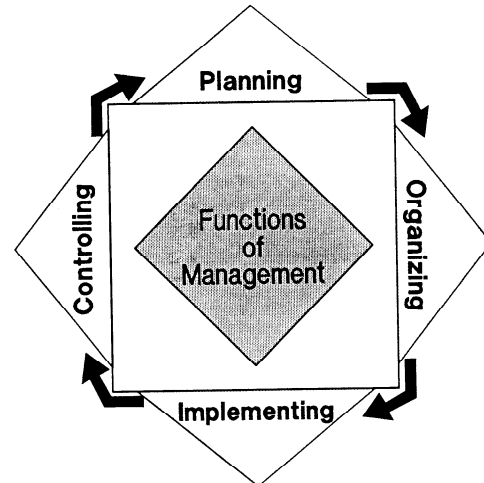 Planning
Organizing
Functions
of
Management
Controlling
Implementing